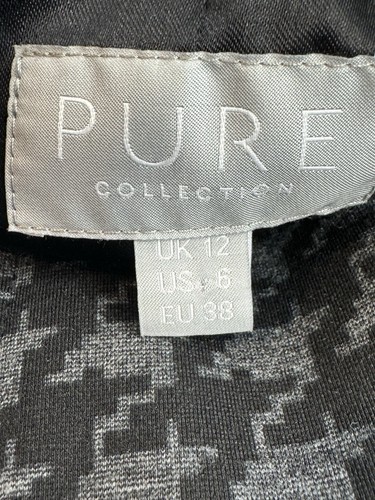 PURE
COLLECTION
UK 12
US 6
EU 38